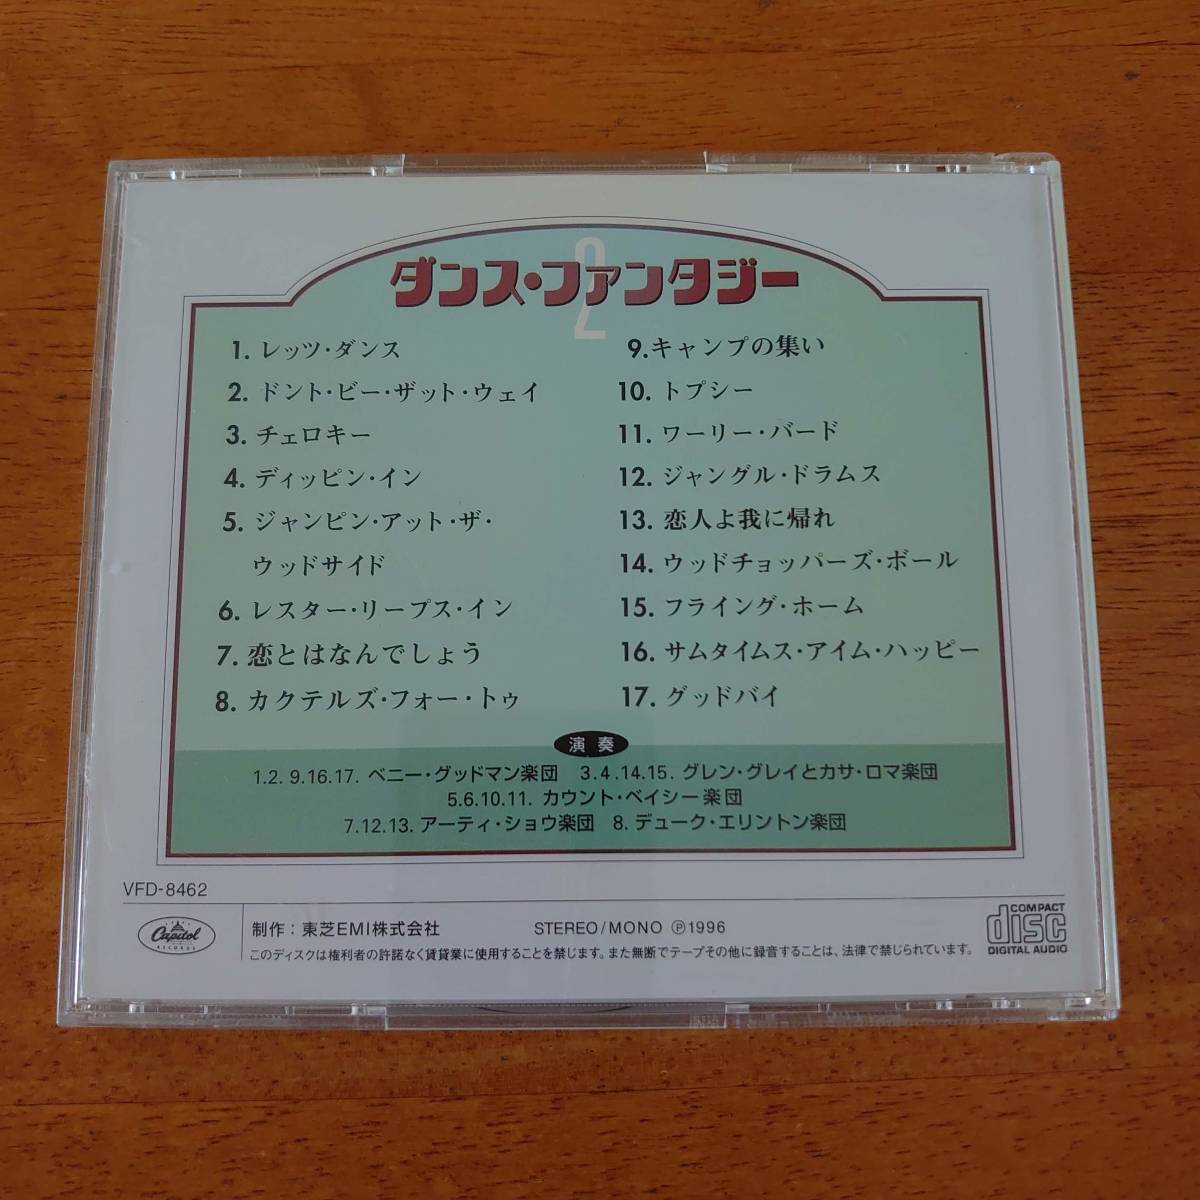 2
ダンス・ファンタジー
1. レッツ・ダンス
2. ドント・ビー・ザット・ウェイ
3. チェロキー
4. ディッピン・イン
5. ジャンピン・アット・ザ・
ウッドサイド
6. レスター・リープス・イン
7. 恋とはなんでしょう
8. カクテルズ・フォー・トゥ
9. キャンプの集い
10. トプシー
11. ワーリー・バード
12. ジャングル・ドラムス
13. 恋人よ我に帰れ
14. ウッドチョッパーズ・ボール
15. フライング・ホーム
16. サムタイムス・アイム・ハッピー
17. グッドバイ
演奏
1.2. 9.16.17. ベニー・グッドマン楽団 3.4.14.15. グレン・グレイとカサ・ロマ楽団
5.6.10.11. カウント・ベイシー楽団
7.12.13. アーティ・ショウ楽団 8. デューク・エリントン楽団
VFD-8462
Capitol
RECORDS
制作：東芝EMI株式会社 STEREO/MONO Ⓟ1996
このディスクは権利者の許諾なく賃貸業に使用することを禁じます。また無断でテープその他に録音することは、法律で禁じられています。
COMPACT
disc
DIGITAL AUDIO